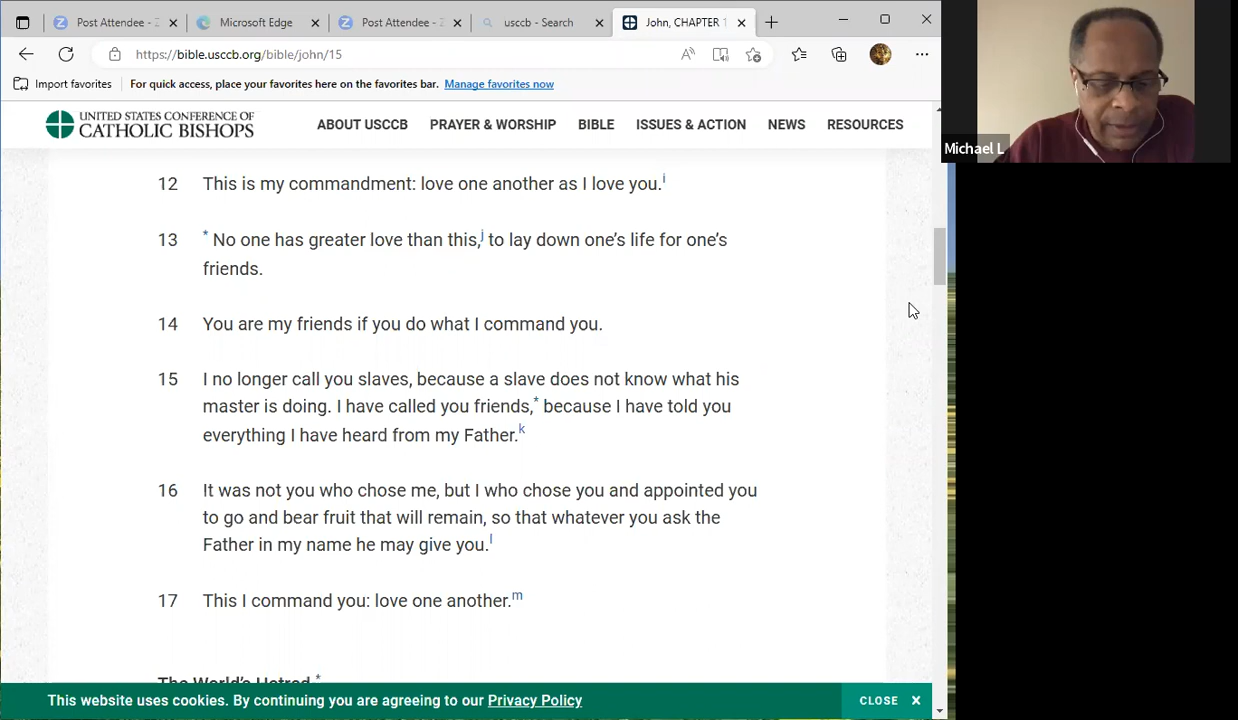 Post Attendee - Z
Microsoft Edge
Post Attendee - Z
usccb - Search
John, CHAPTER 1
https://bible.usccb.org/bible/john/15
Import favorites
For quick access, place your favorites here on the favorites bar. Manage favorites now
UNITED STATES CONFERENCE OF
CATHOLIC BISHOPS
ABOUT USCCB PRAYER & WORSHIP BIBLE ISSUES & ACTION NEWS RESOURCES
Michael L
12 This is my commandment: love one another as I love you.i
13 * No one has greater love than this,j to lay down one’s life for one’s
friends.
14 You are my friends if you do what I command you.
15 I no longer call you slaves, because a slave does not know what his
master is doing. I have called you friends,* because I have told you
everything I have heard from my Father.k
16 It was not you who chose me, but I who chose you and appointed you
to go and bear fruit that will remain, so that whatever you ask the
Father in my name he may give you.l
17 This I command you: love one another.m
The World’s Hatred.*
This website uses cookies. By continuing you are agreeing to our Privacy Policy
CLOSE ×